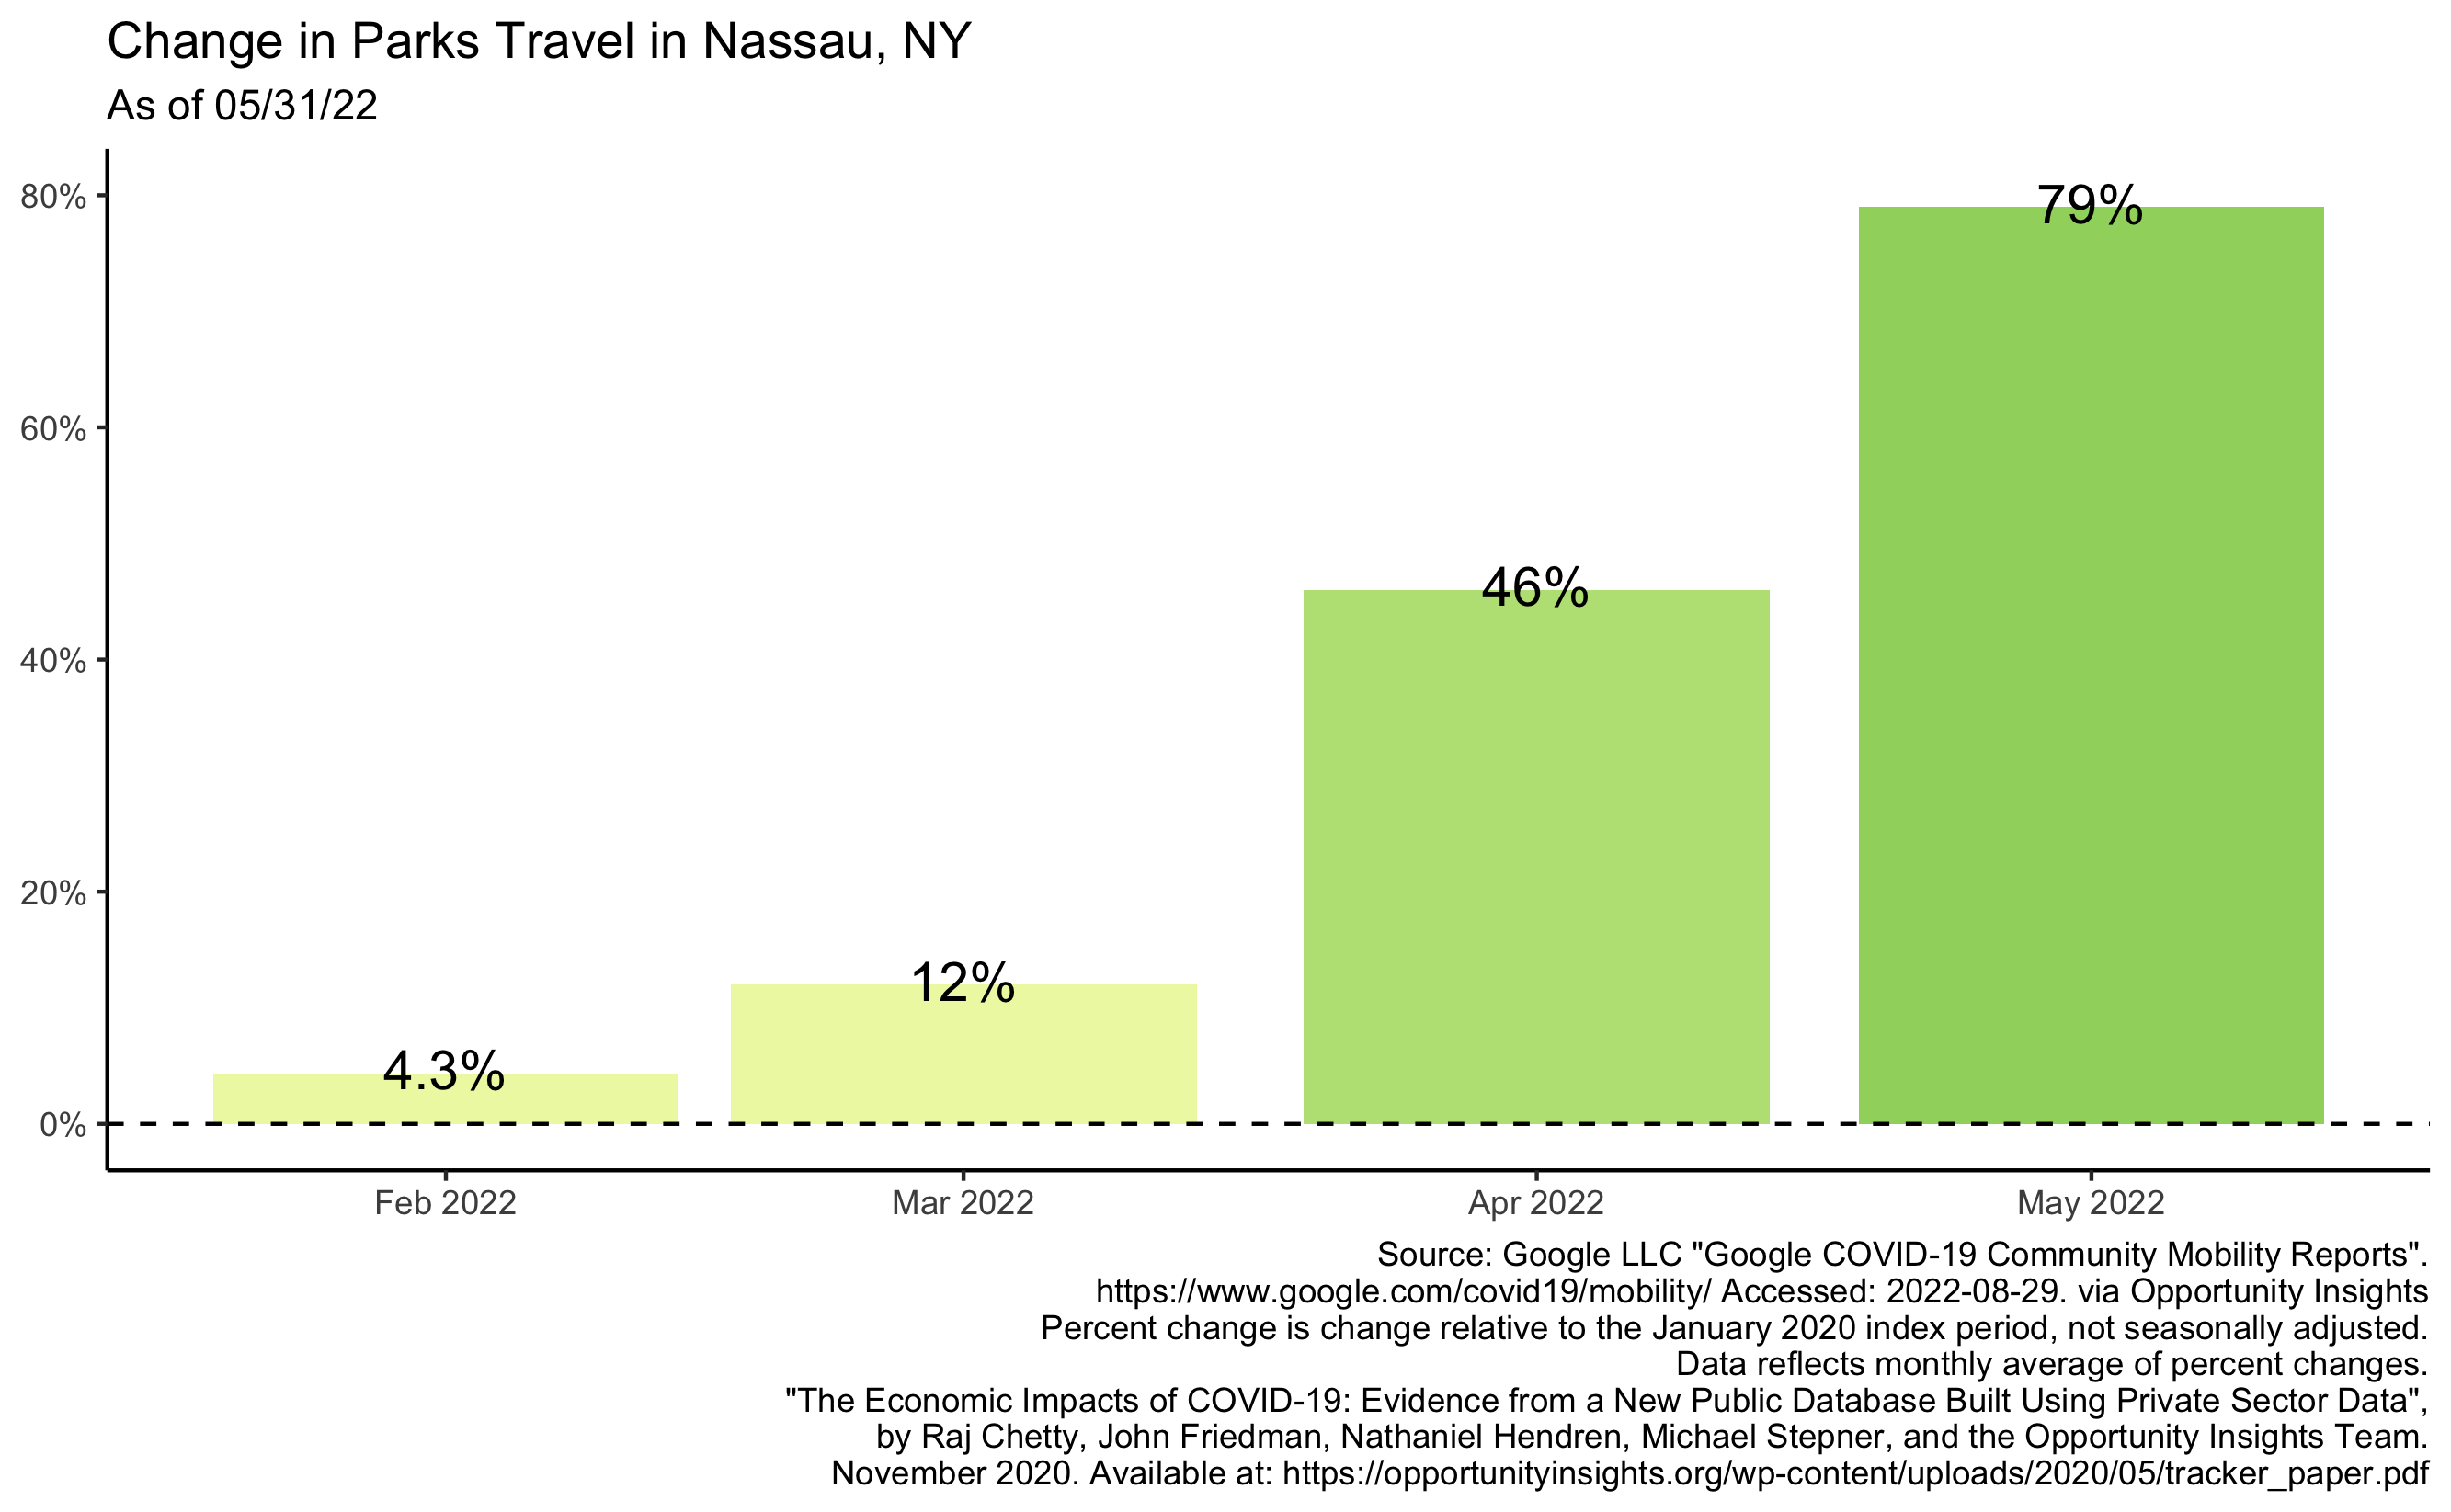 Change in Parks Travel in Nassau, NY
As of 05/31/22
80%
60%
40%
20%
0%
4.3%
12%
46%
79%
Feb 2022
Mar 2022
Apr 2022
May 2022
Source: Google LLC "Google COVID-19 Community Mobility Reports".
https://www.google.com/covid19/mobility/ Accessed: 2022-08-29. via Opportunity Insights
Percent change is change relative to the January 2020 index period, not seasonally adjusted.
Data reflects monthly average of percent changes.
"The Economic Impacts of COVID-19: Evidence from a New Public Database Built Using Private Sector Data",
by Raj Chetty, John Friedman, Nathaniel Hendren, Michael Stepner, and the Opportunity Insights Team.
November 2020. Available at: https://opportunityinsights.org/wp-content/uploads/2020/05/tracker_paper.pdf